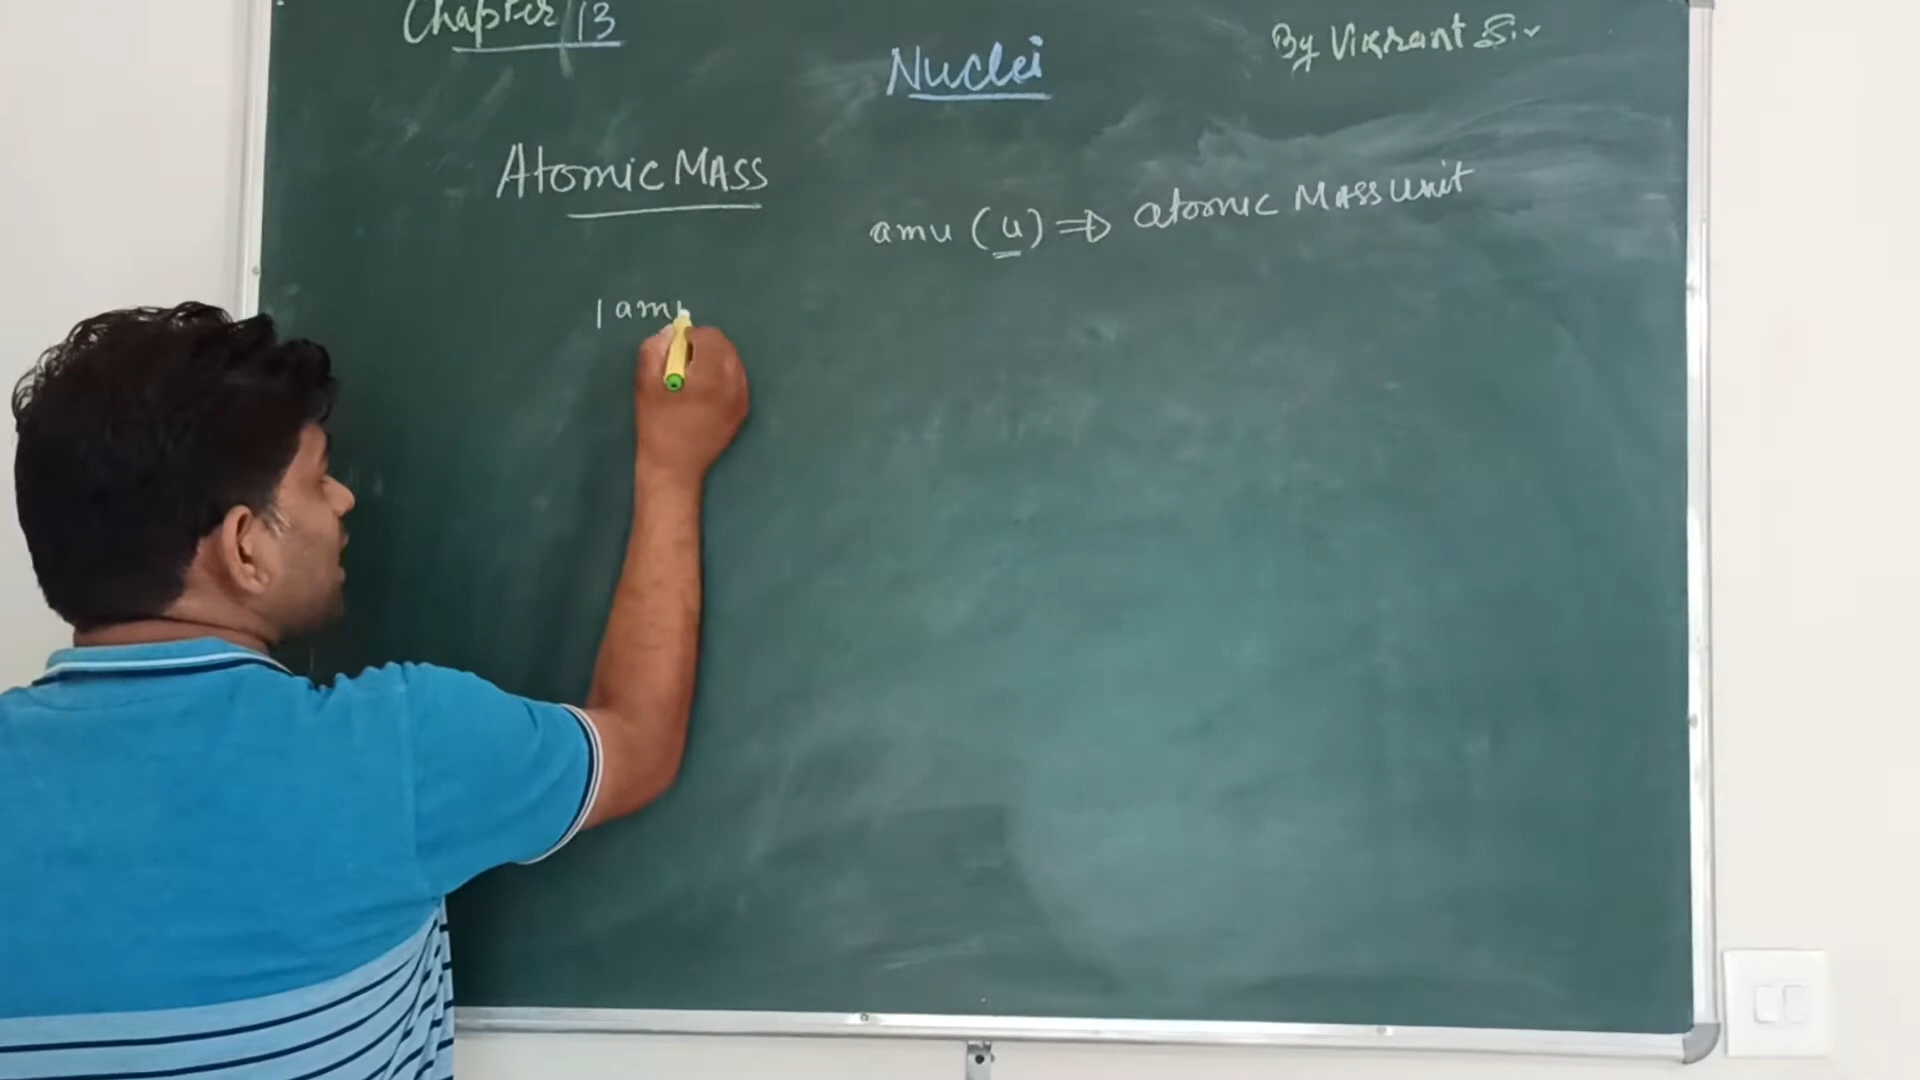 Chapter 13
Nuclei
By Vikrant Sir
Atomic MASS
amu (u) ⇒ atomic MASS unit
1 amu